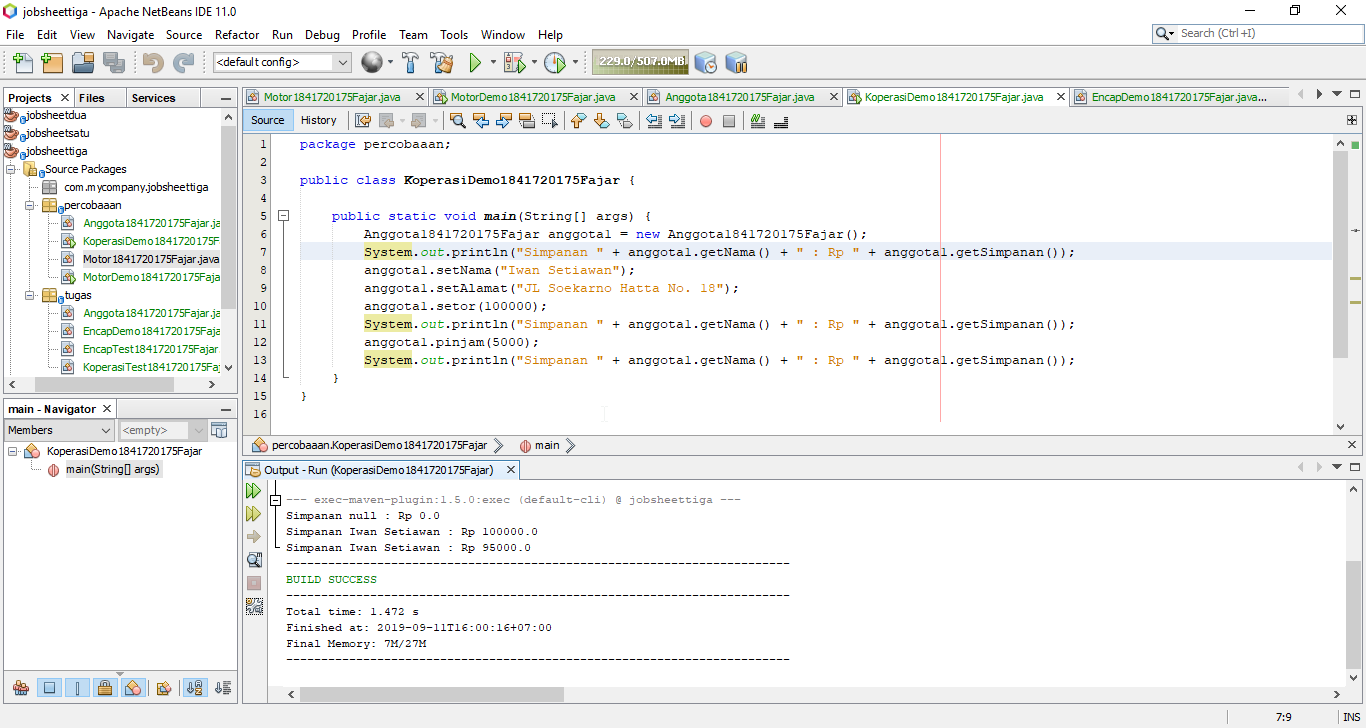 jobsheettiga - Apache NetBeans IDE 11.0
File Edit View Navigate Source Refactor Run Debug Profile Team Tools Window Help
Search (Ctrl+I)
<default config>
229.0/507.0MB
Projects Files Services
jobsheetdua
jobsheetsatu
jobsheettiga
Source Packages
com.mycompany.jobsheettiga
percobaaan
Anggota1841720175Fajar.ja
KoperasiDemo1841720175F
Motor1841720175Fajar.java
MotorDemo1841720175Faja
tugas
Anggota1841720175Fajar.ja
EncapDemo1841720175Faja
EncapTest1841720175Fajar
KoperasiTest1841720175Faj
main - Navigator
Members
<empty>
KoperasiDemo1841720175Fajar
main(String[] args)
Motor1841720175Fajar.java MotorDemo1841720175Fajar.java Anggota1841720175Fajar.java KoperasiDemo1841720175Fajar.java EncapDemo1841720175Fajar.java...
Source History
1 package percobaaan;
2
3 public class KoperasiDemo1841720175Fajar {
4
5 public static void main(String[] args) {
6 Anggota1841720175Fajar anggota1 = new Anggota1841720175Fajar();
7 System.out.println("Simpanan " + anggota1.getNama() + " : Rp " + anggota1.getSimpanan());
8 anggota1.setNama("Iwan Setiawan");
9 anggota1.setAlamat("JL Soekarno Hatta No. 18");
10 anggota1.setor(100000);
11 System.out.println("Simpanan " + anggota1.getNama() + " : Rp " + anggota1.getSimpanan());
12 anggota1.pinjam(5000);
13 System.out.println("Simpanan " + anggota1.getNama() + " : Rp " + anggota1.getSimpanan());
14 }
15 }
16
percobaaan.KoperasiDemo1841720175Fajar main
Output - Run (KoperasiDemo1841720175Fajar)
--- exec-maven-plugin:1.5.0:exec (default-cli) @ jobsheettiga ---
Simpanan null : Rp 0.0
Simpanan Iwan Setiawan : Rp 100000.0
Simpanan Iwan Setiawan : Rp 95000.0
------------------------------------------------------------------------
BUILD SUCCESS
------------------------------------------------------------------------
Total time: 1.472 s
Finished at: 2019-09-11T16:00:16+07:00
Final Memory: 7M/27M
------------------------------------------------------------------------
7:9 INS